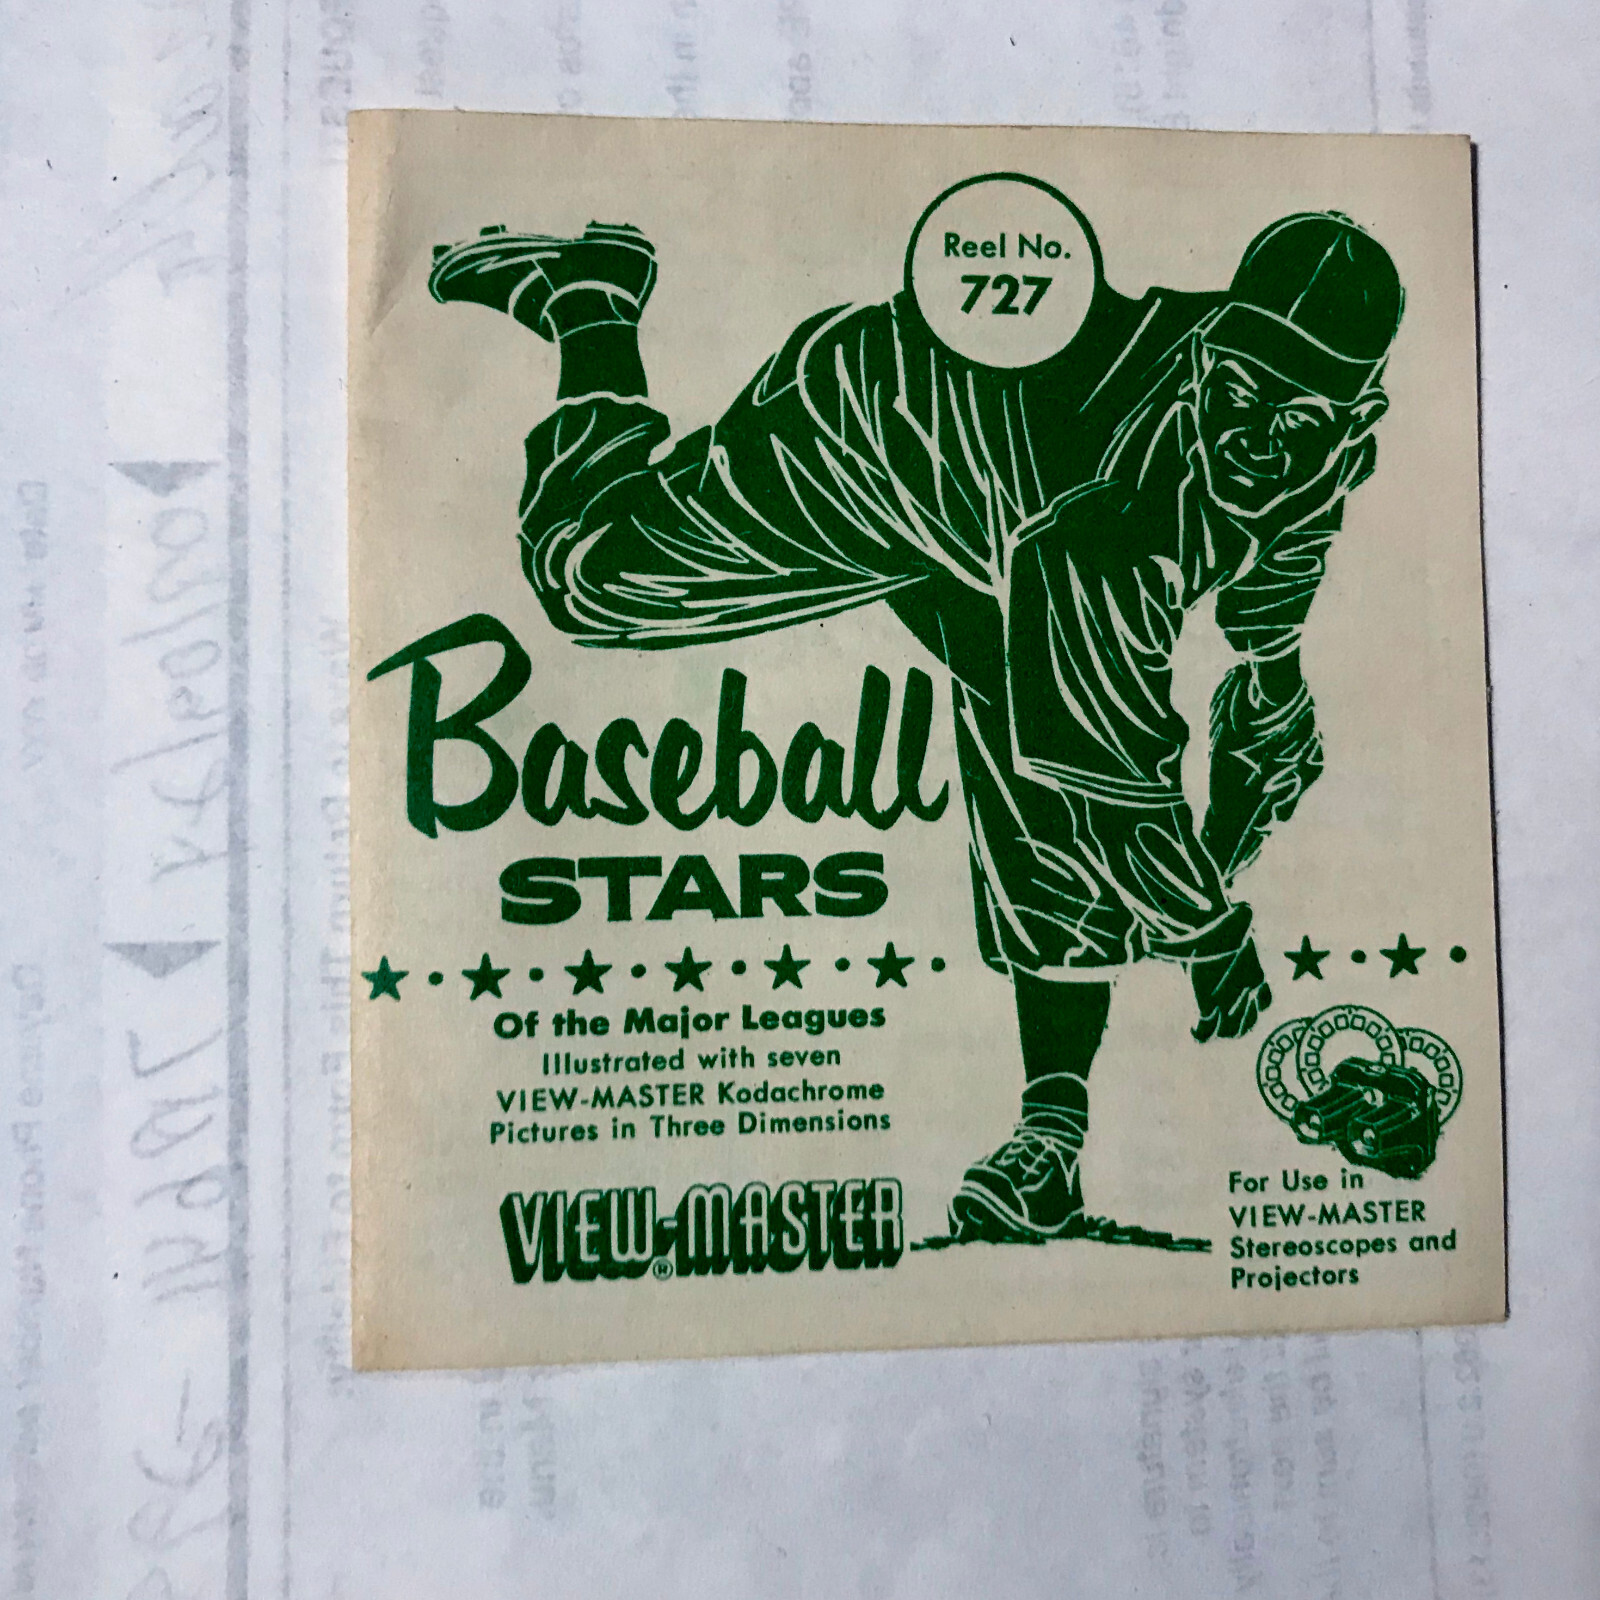 Reel No.
727
Baseball
STARS
Of the Major Leagues
Illustrated with seven
VIEW-MASTER Kodachrome
Pictures in Three Dimensions
VIEW-MASTER®
For Use in
VIEW-MASTER
Stereoscopes and
Projectors